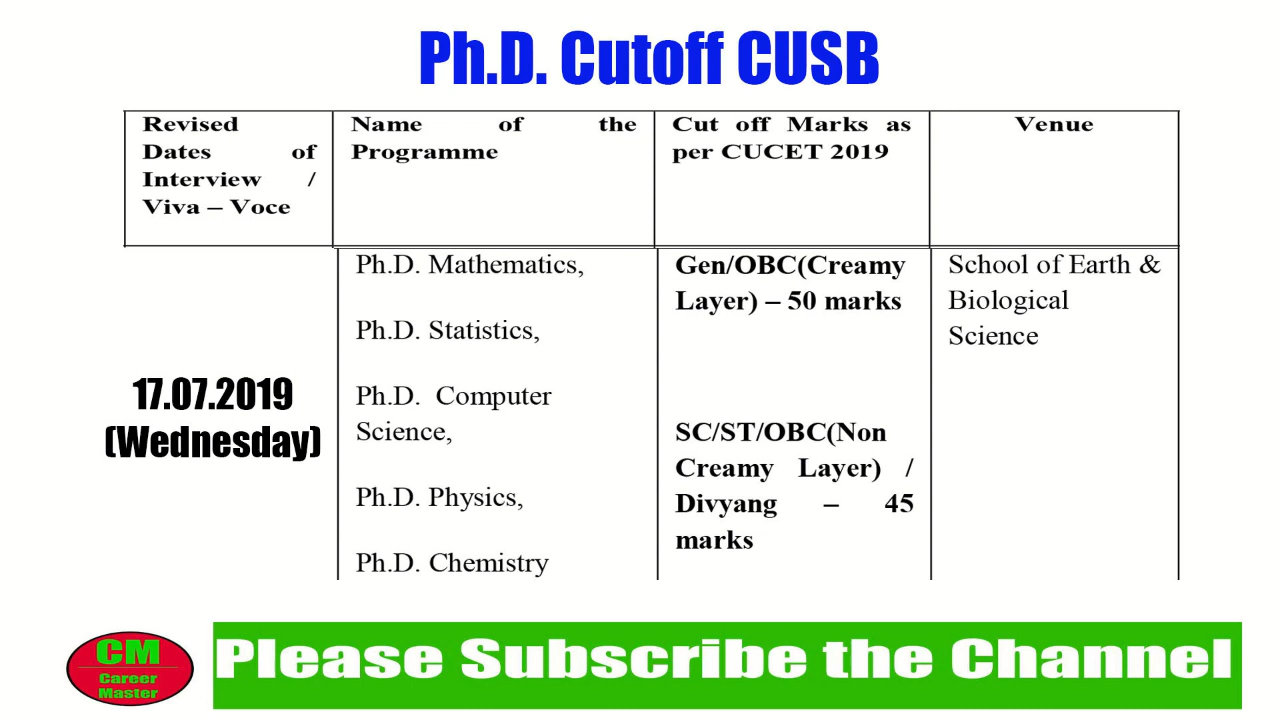 Ph.D. Cutoff CUSB
Revised
Dates of
Interview /
Viva – Voce
Name of the
Programme
Cut off Marks as
per CUCET 2019
Venue
17.07.2019
(Wednesday)
Ph.D. Mathematics,
Ph.D. Statistics,
Ph.D. Computer
Science,
Ph.D. Physics,
Ph.D. Chemistry
Gen/OBC(Creamy
Layer) – 50 marks
SC/ST/OBC(Non
Creamy Layer) /
Divyang – 45
marks
School of Earth &
Biological
Science
CM
Career
Master
Please Subscribe the Channel